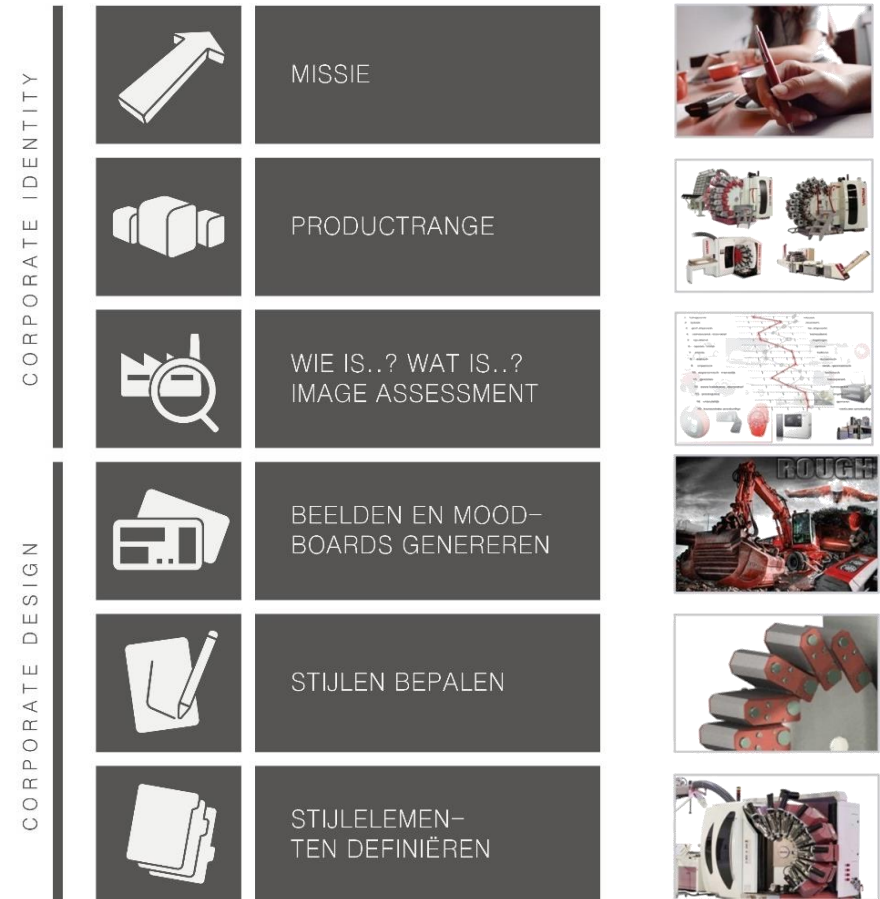 CORPORATE IDENTITY
MISSIE
PRODUCTRANGE
WIE IS..? WAT IS..?
IMAGE ASSESSMENT
CORPORATE DESIGN
BEELDEN EN MOOD-
BOARDS GENEREREN
ROUGH
STIJLEN BEPALEN
STIJLELEMEN-
TEN DEFINIËREN